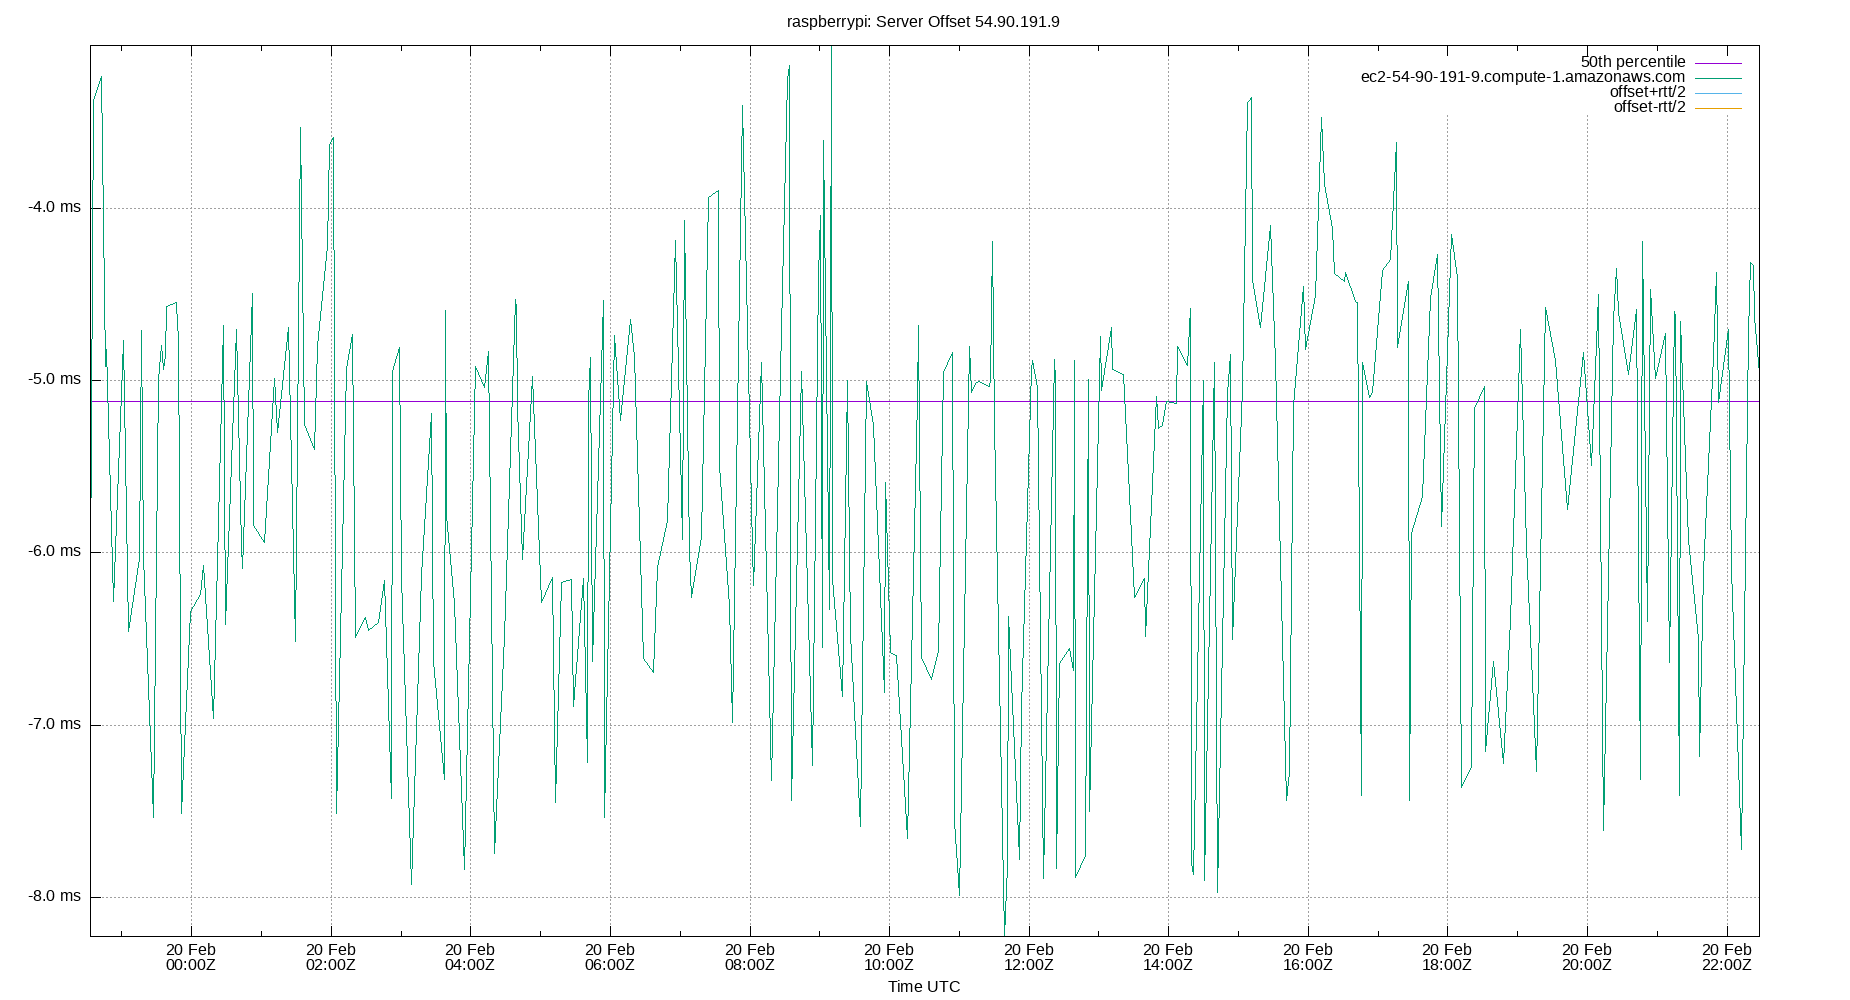 raspberrypi: Server Offset 54.90.191.9
50th percentile
ec2-54-90-191-9.compute-1.amazonaws.com
offset+rtt/2
offset-rtt/2
-4.0 ms
-5.0 ms
-6.0 ms
-7.0 ms
-8.0 ms
20 Feb 20 Feb 20 Feb 20 Feb 20 Feb 20 Feb 20 Feb 20 Feb 20 Feb 20 Feb 20 Feb 20 Feb
00:00Z 02:00Z 04:00Z 06:00Z 08:00Z 10:00Z 12:00Z 14:00Z 16:00Z 18:00Z 20:00Z 22:00Z
Time UTC